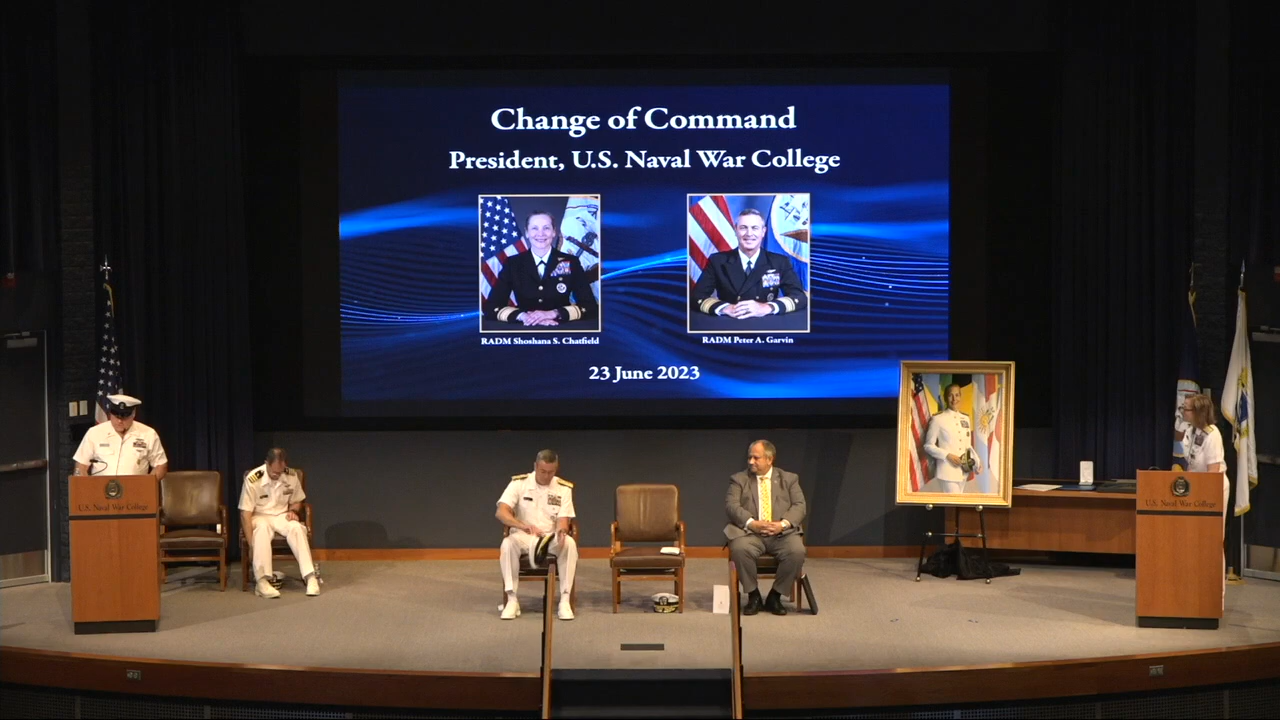 Change of Command
President, U.S. Naval War College
RADM Shoshana S. Chatfield
RADM Peter A. Garvin
23 June 2023
U.S. Naval War College
U.S. Naval War College